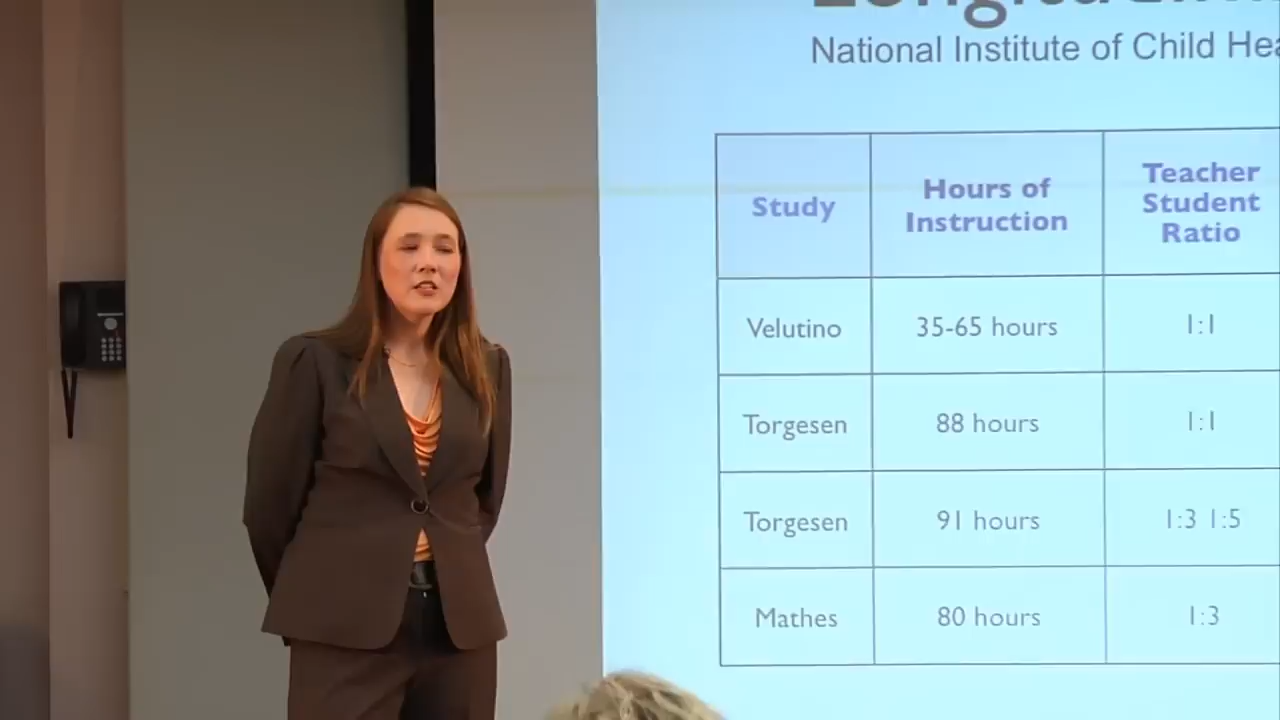 National Institute of Child
Study
Hours of
Instruction
Teacher
Student
Ratio
Velutino
35-65 hours
1:1
Torgesen
88 hours
1:1
Torgesen
91 hours
1:3 1:5
Mathes
80 hours
1:3